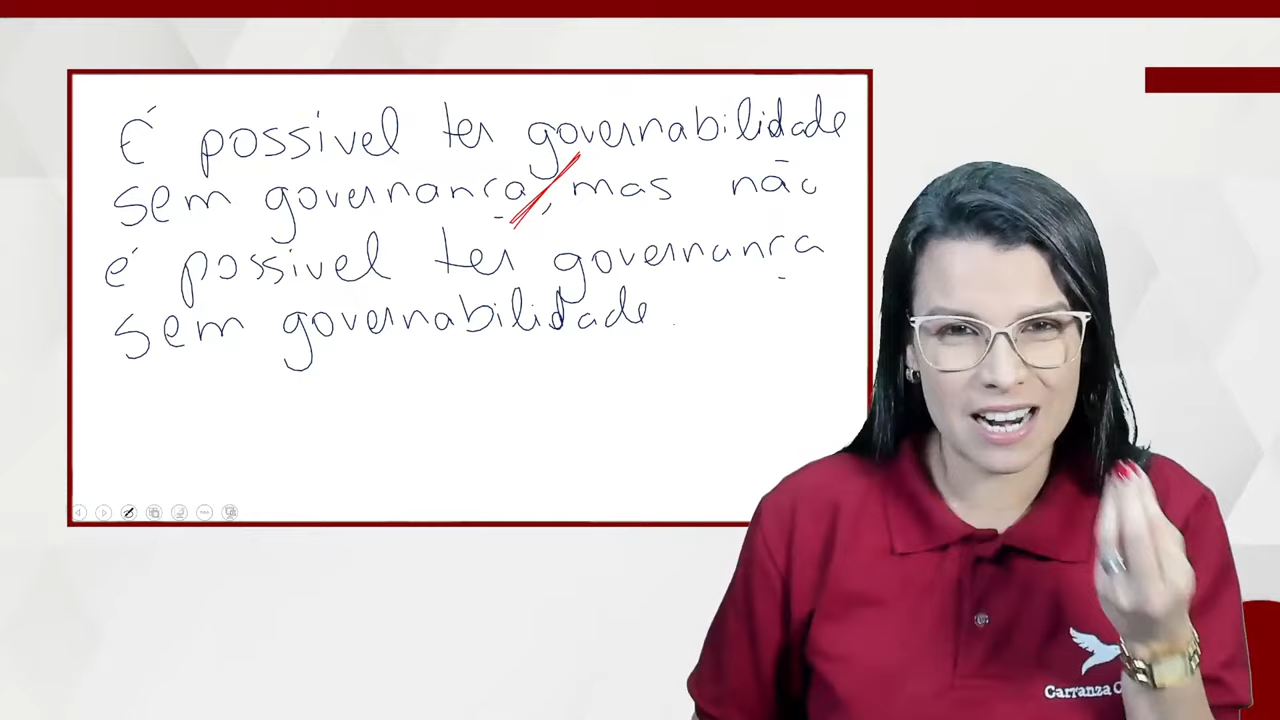 É possível ter governabilidade
sem governança, mas não
é possível ter governança
sem governabilidade.
Carranza C